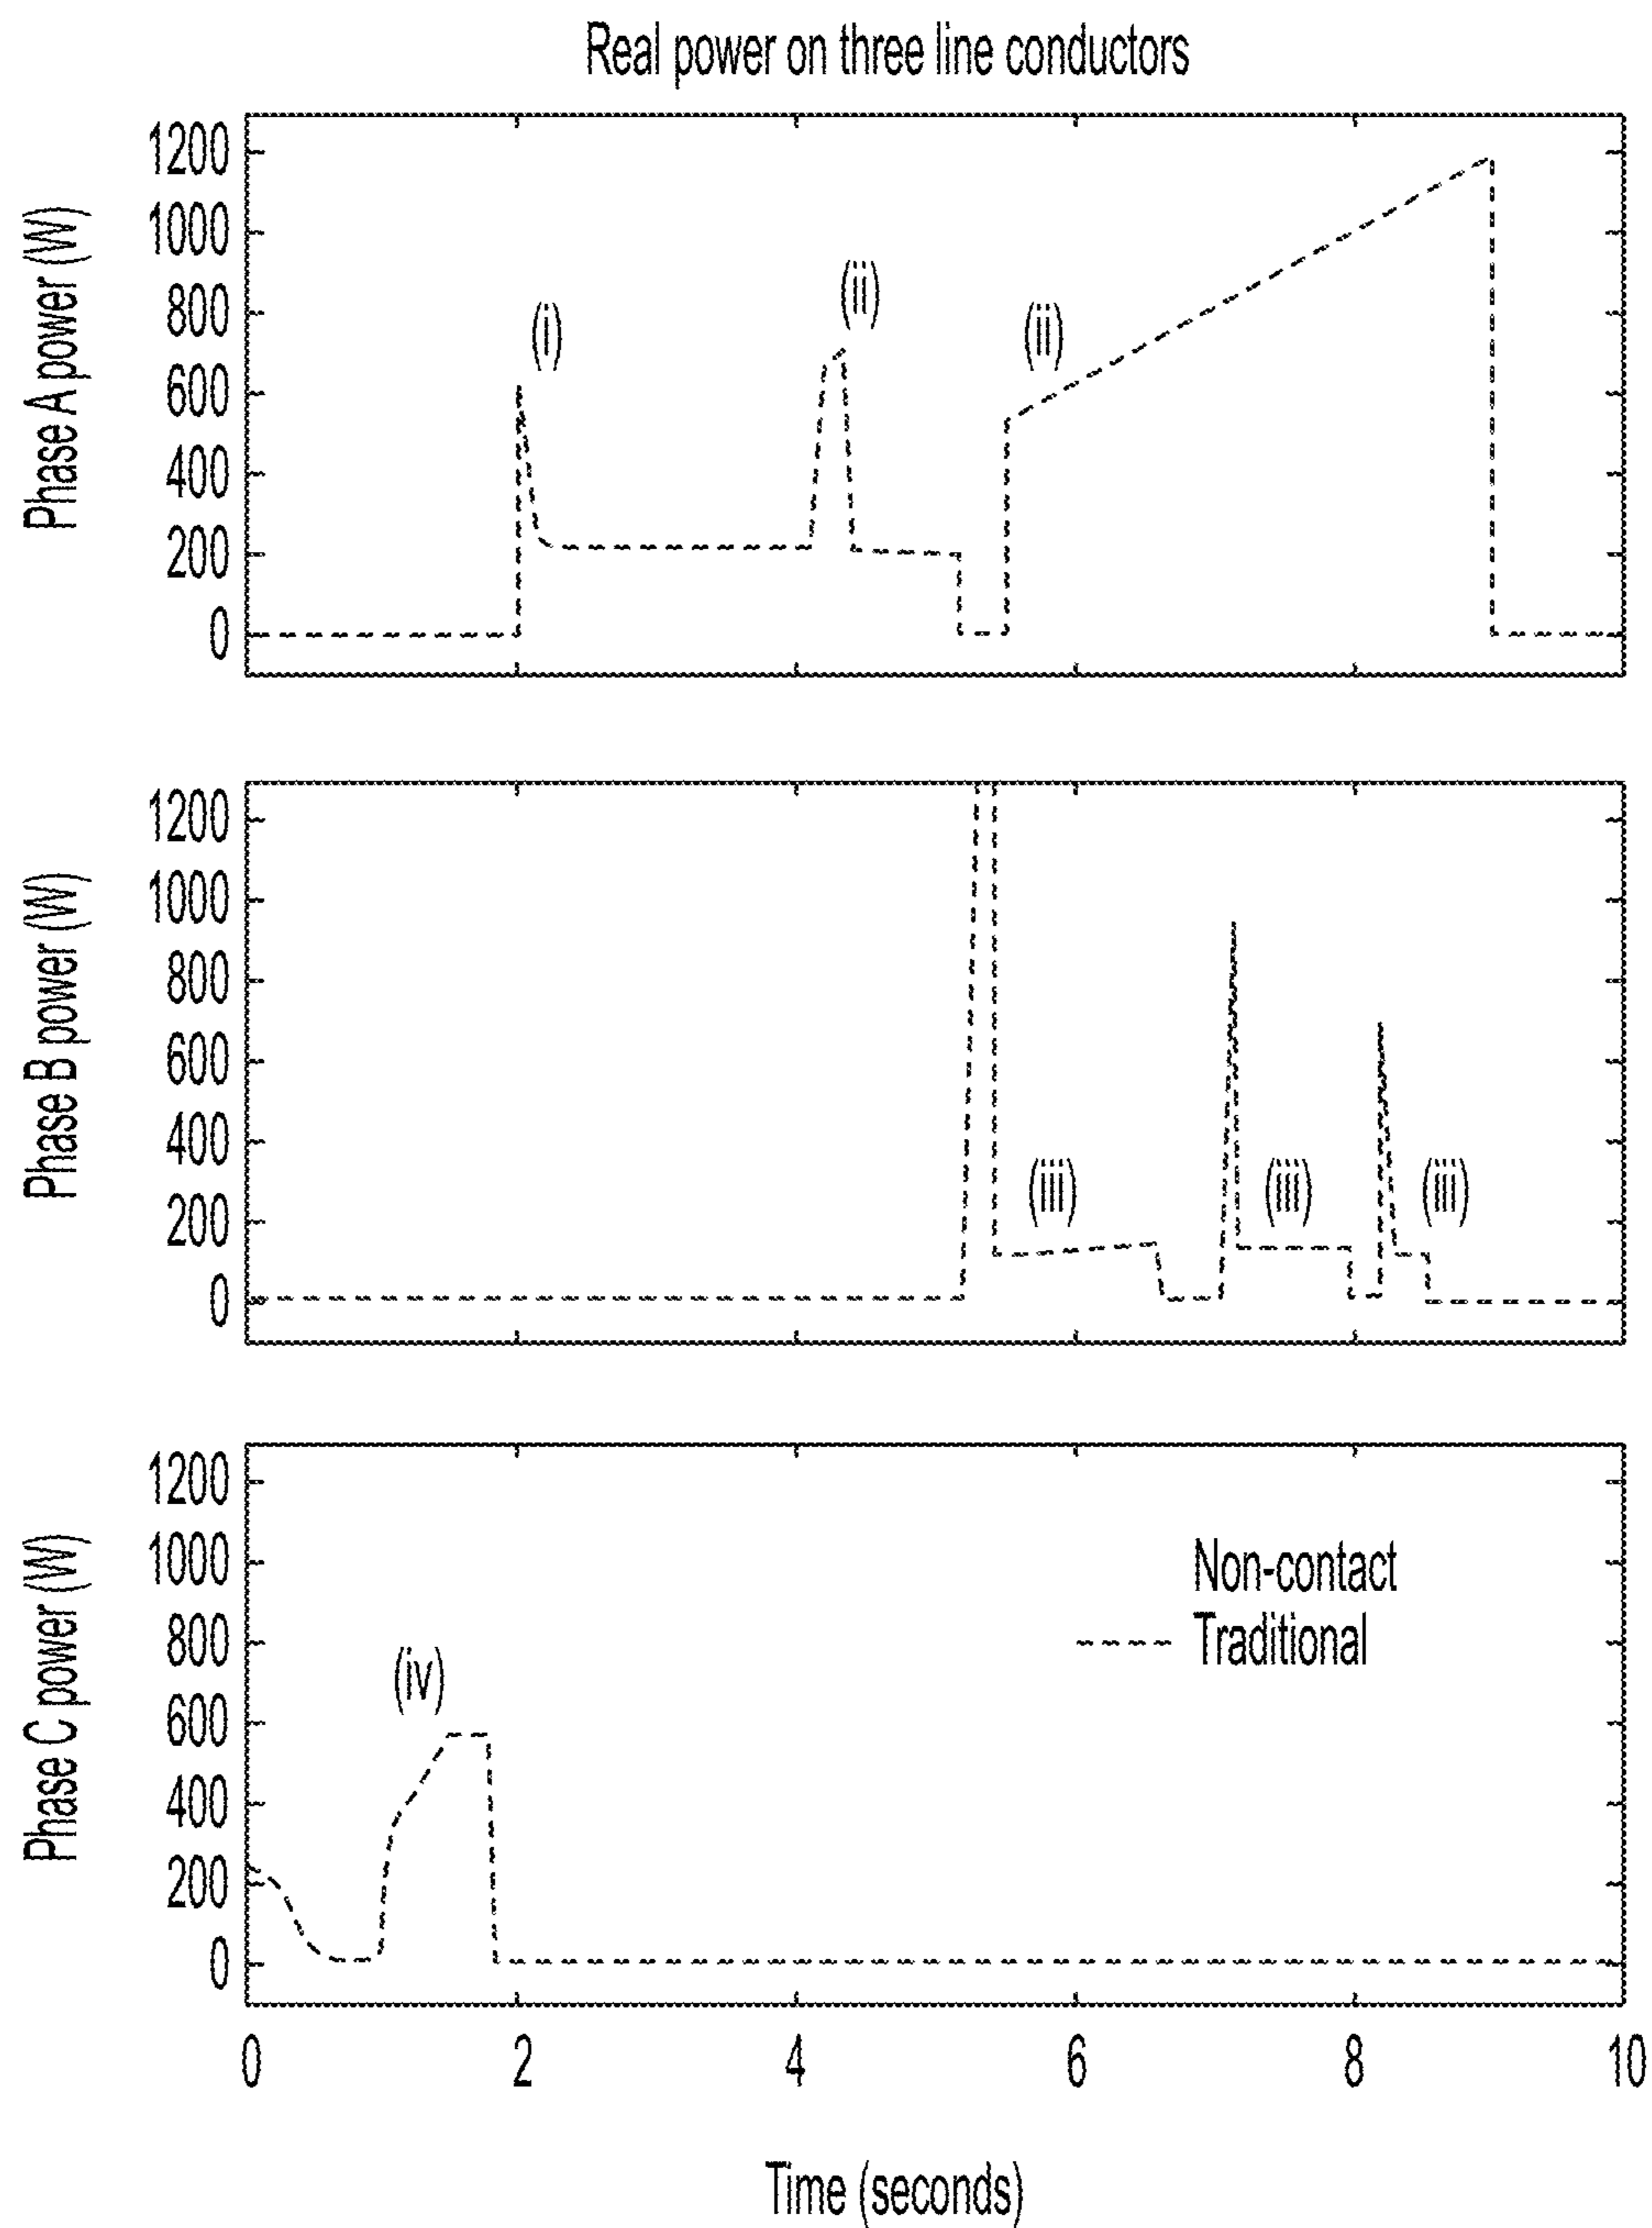 Real power on three line conductors
Phase A power (W)
1200
1000
800
600
400
200
0
(i)
(ii)
(ii)
Phase B power (W)
1200
1000
800
600
400
200
0
(iii)
(iii)
(iii)
Phase C power (W)
1200
1000
800
600
400
200
0
(iv)
Non-contact
Traditional
0 2 4 6 8 10
Time (seconds)